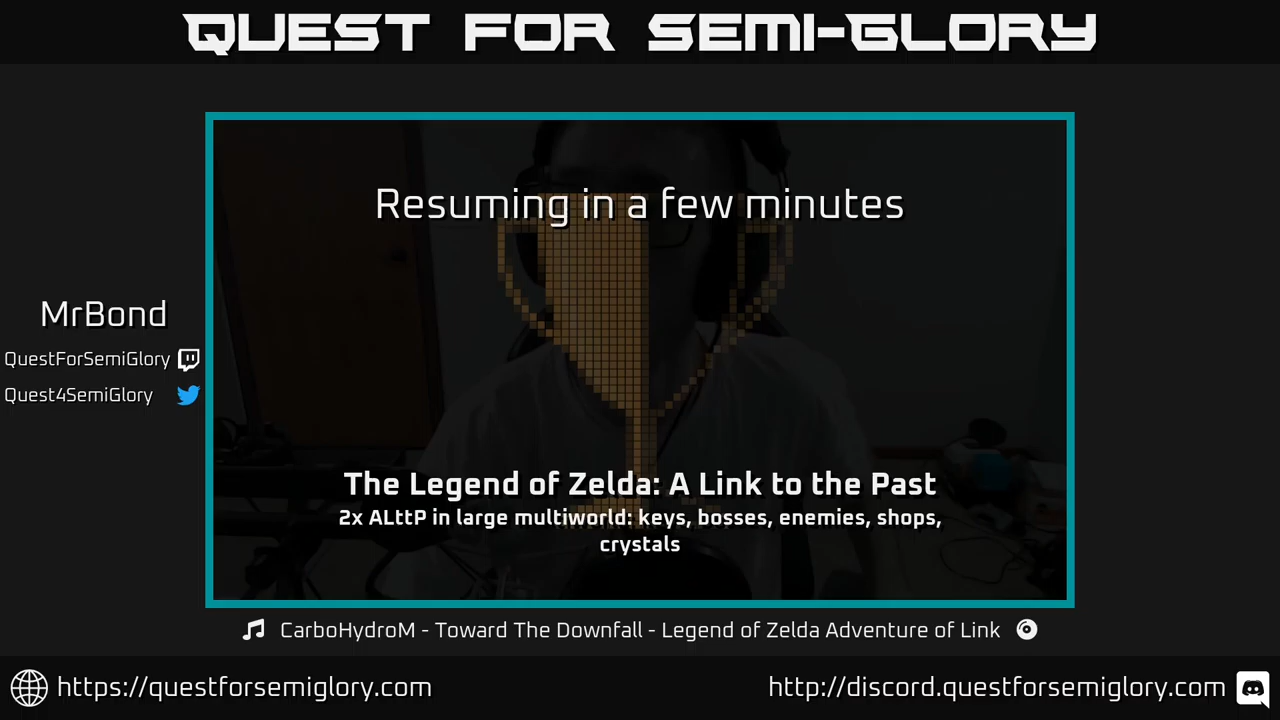 QUEST FOR SEMI-GLORY
Resuming in a few minutes
MrBond
QuestForSemiGlory
Quest4SemiGlory
The Legend of Zelda: A Link to the Past
2x ALttP in large multiworld: keys, bosses, enemies, shops,
crystals
CarboHydroM - Toward The Downfall - Legend of Zelda Adventure of Link
https://questforsemiglory.com
http://discord.questforsemiglory.com